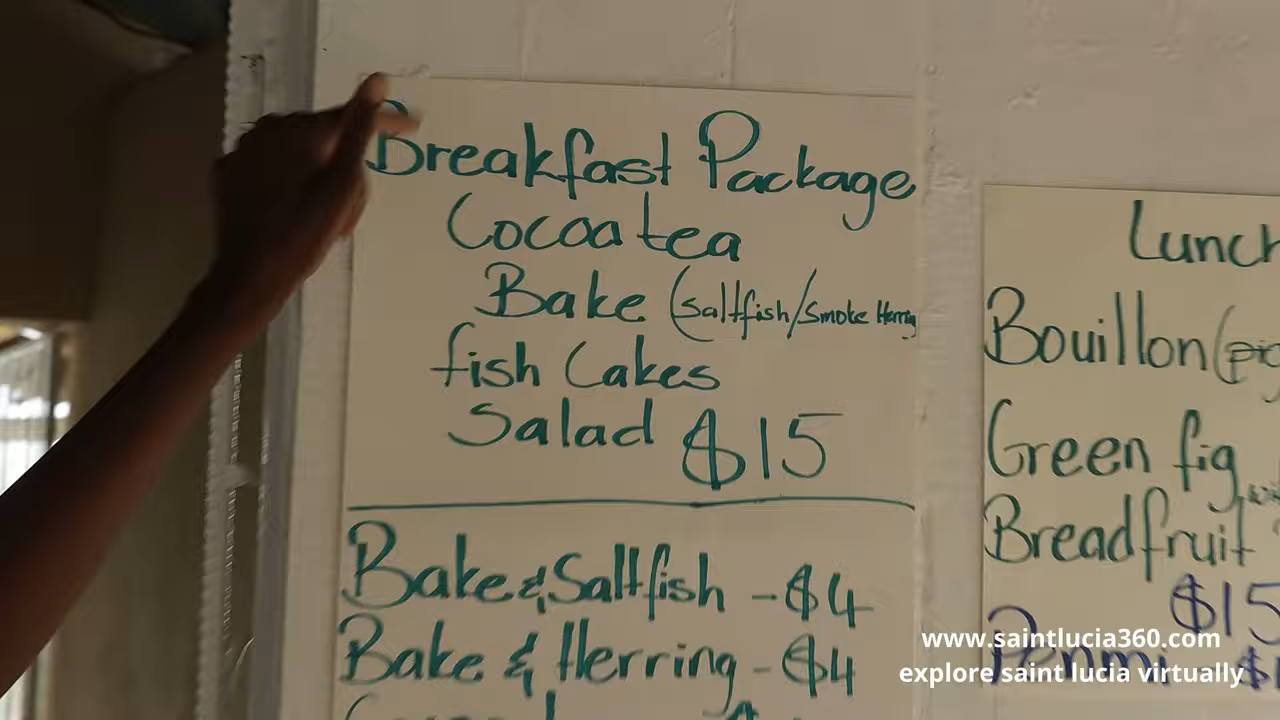 Breakfast Package
Cocoa tea
Bake (Saltfish/Smoke Herring
fish Cakes
Salad $15
Bake & Saltfish - $4
Bake & Herring - $4
Lunch
Bouillon (pig
Green fig
Breadfruit
$15
www.saintlucia360.com
explore saint lucia virtually